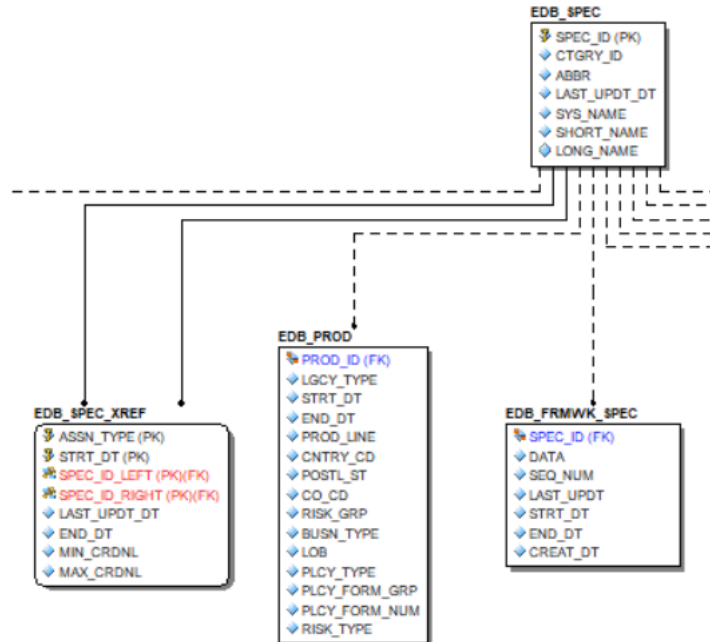 EDB_SPEC
SPEC_ID (PK)
CTGRY_ID
ABBR
LAST_UPDT_DT
SYS_NAME
SHORT_NAME
LONG_NAME
EDB_SPEC_XREF
ASSN_TYPE (PK)
STRT_DT (PK)
SPEC_ID_LEFT (PK)(FK)
SPEC_ID_RIGHT (PK)(FK)
LAST_UPDT_DT
END_DT
MIN_CRDNL
MAX_CRDNL
EDB_PROD
PROD_ID (FK)
LGCY_TYPE
STRT_DT
END_DT
PROD_LINE
CNTRY_CD
POSTL_ST
CO_CD
RISK_GRP
BUSN_TYPE
LOB
PLCY_TYPE
PLCY_FORM_GRP
PLCY_FORM_NUM
RISK_TYPE
EDB_FRMWK_SPEC
SPEC_ID (FK)
DATA
SEQ_NUM
LAST_UPDT
STRT_DT
END_DT
CREAT_DT